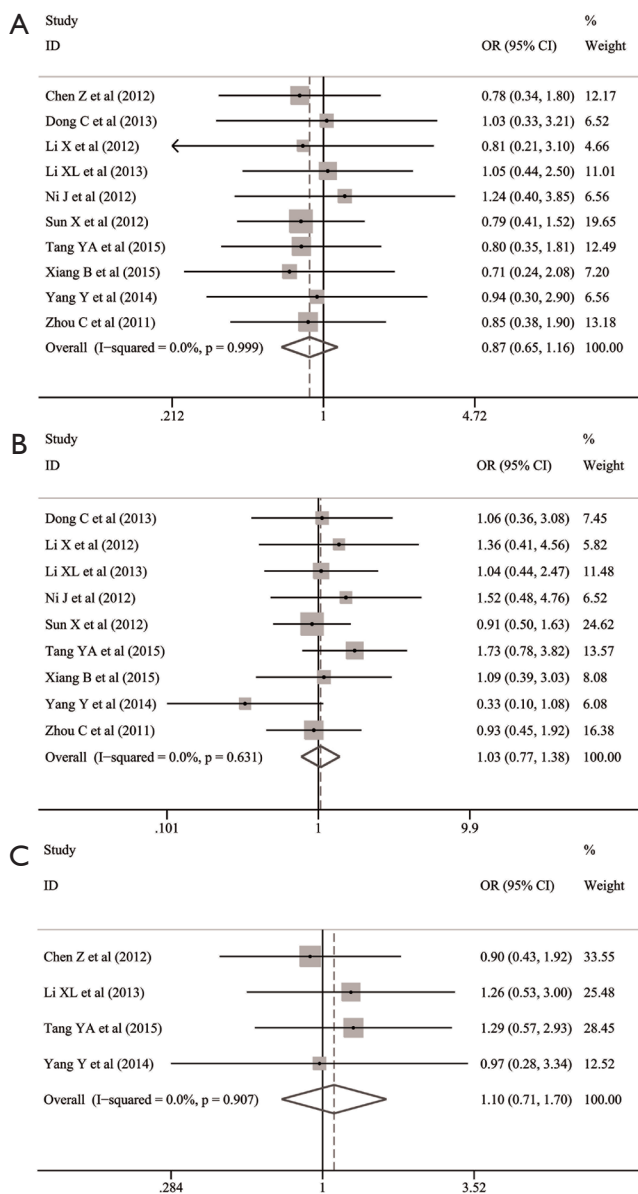 A
Study %
ID OR (95% CI) Weight
Chen Z et al (2012) 0.78 (0.34, 1.80) 12.17
Dong C et al (2013) 1.03 (0.33, 3.21) 6.52
Li X et al (2012) 0.81 (0.21, 3.10) 4.66
Li XL et al (2013) 1.05 (0.44, 2.50) 11.01
Ni J et al (2012) 1.24 (0.40, 3.85) 6.56
Sun X et al (2012) 0.79 (0.41, 1.52) 19.65
Tang YA et al (2015) 0.80 (0.35, 1.81) 12.49
Xiang B et al (2015) 0.71 (0.24, 2.08) 7.20
Yang Y et al (2014) 0.94 (0.30, 2.90) 6.56
Zhou C et al (2011) 0.85 (0.38, 1.90) 13.18
Overall (I−squared = 0.0%, p = 0.999) 0.87 (0.65, 1.16) 100.00
.212 1 4.72
B
Study %
ID OR (95% CI) Weight
Dong C et al (2013) 1.06 (0.36, 3.08) 7.45
Li X et al (2012) 1.36 (0.41, 4.56) 5.82
Li XL et al (2013) 1.04 (0.44, 2.47) 11.48
Ni J et al (2012) 1.52 (0.48, 4.76) 6.52
Sun X et al (2012) 0.91 (0.50, 1.63) 24.62
Tang YA et al (2015) 1.73 (0.78, 3.82) 13.57
Xiang B et al (2015) 1.09 (0.39, 3.03) 8.08
Yang Y et al (2014) 0.33 (0.10, 1.08) 6.08
Zhou C et al (2011) 0.93 (0.45, 1.92) 16.38
Overall (I−squared = 0.0%, p = 0.631) 1.03 (0.77, 1.38) 100.00
.101 1 9.9
C
Study %
ID OR (95% CI) Weight
Chen Z et al (2012) 0.90 (0.43, 1.92) 33.55
Li XL et al (2013) 1.26 (0.53, 3.00) 25.48
Tang YA et al (2015) 1.29 (0.57, 2.93) 28.45
Yang Y et al (2014) 0.97 (0.28, 3.34) 12.52
Overall (I−squared = 0.0%, p = 0.907) 1.10 (0.71, 1.70) 100.00
.284 1 3.52